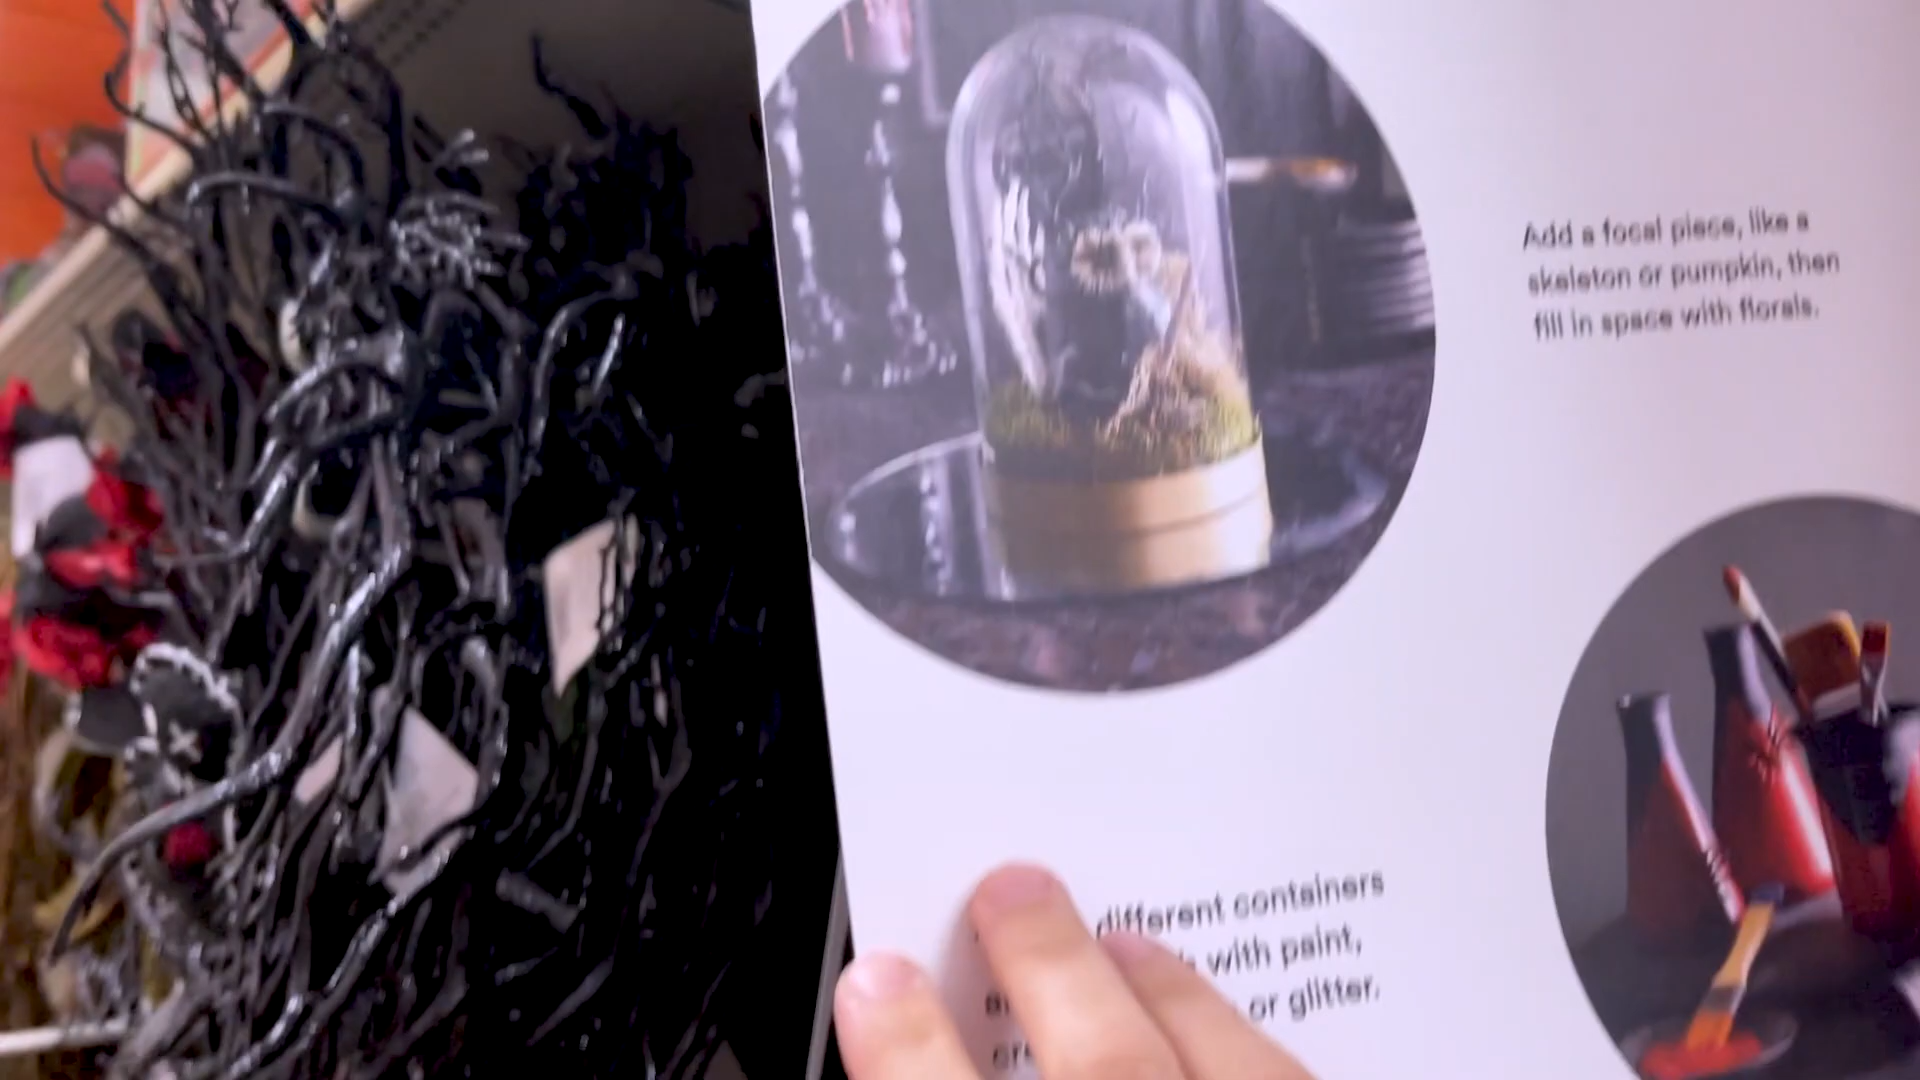 Add a focal piece, like a
skeleton or pumpkin, then
fill in space with florals.
different containers
with paint,
or glitter.